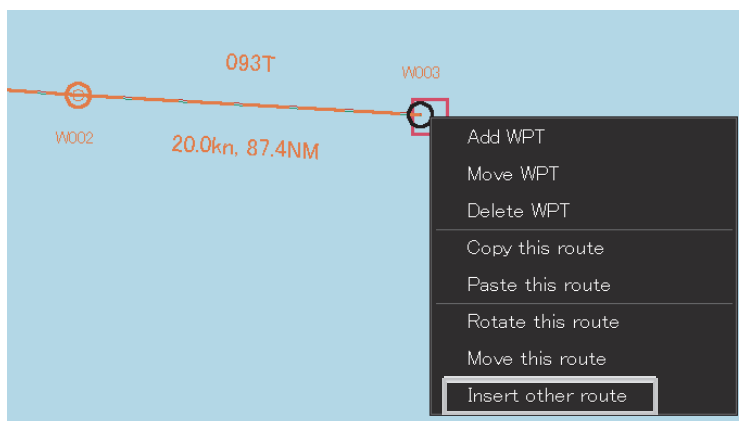 093T
W003
W002
20.0kn, 87.4NM
Add WPT
Move WPT
Delete WPT
Copy this route
Paste this route
Rotate this route
Move this route
Insert other route